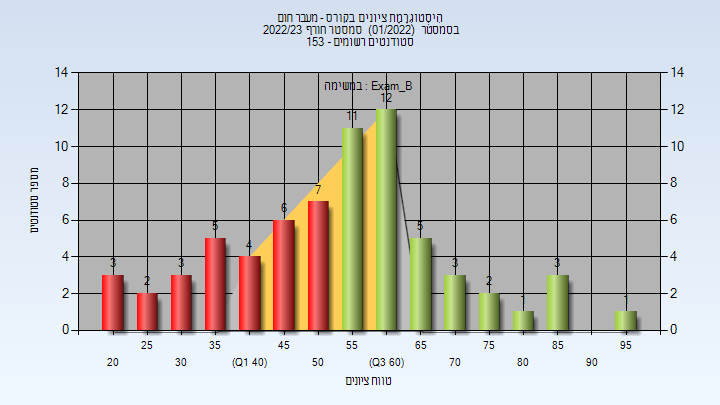 היסטוגרמת ציונים בקורס - מעבר חום
בסמסטר (01/2022) סמסטר חורף 2022/23
סטודנטים רשומים - 153
במשימה : Exam_B
מספר סטודנטים
14 14
12 12
10 10
8 8
6 6
4 4
2 2
0 0
3 2 3 5 4 6 7 11 12 5 3 2 1 3 1
25 35 45 55 65 75 85 95
20 30 (Q1 40) 50 (Q3 60) 70 80 90
טווח ציונים